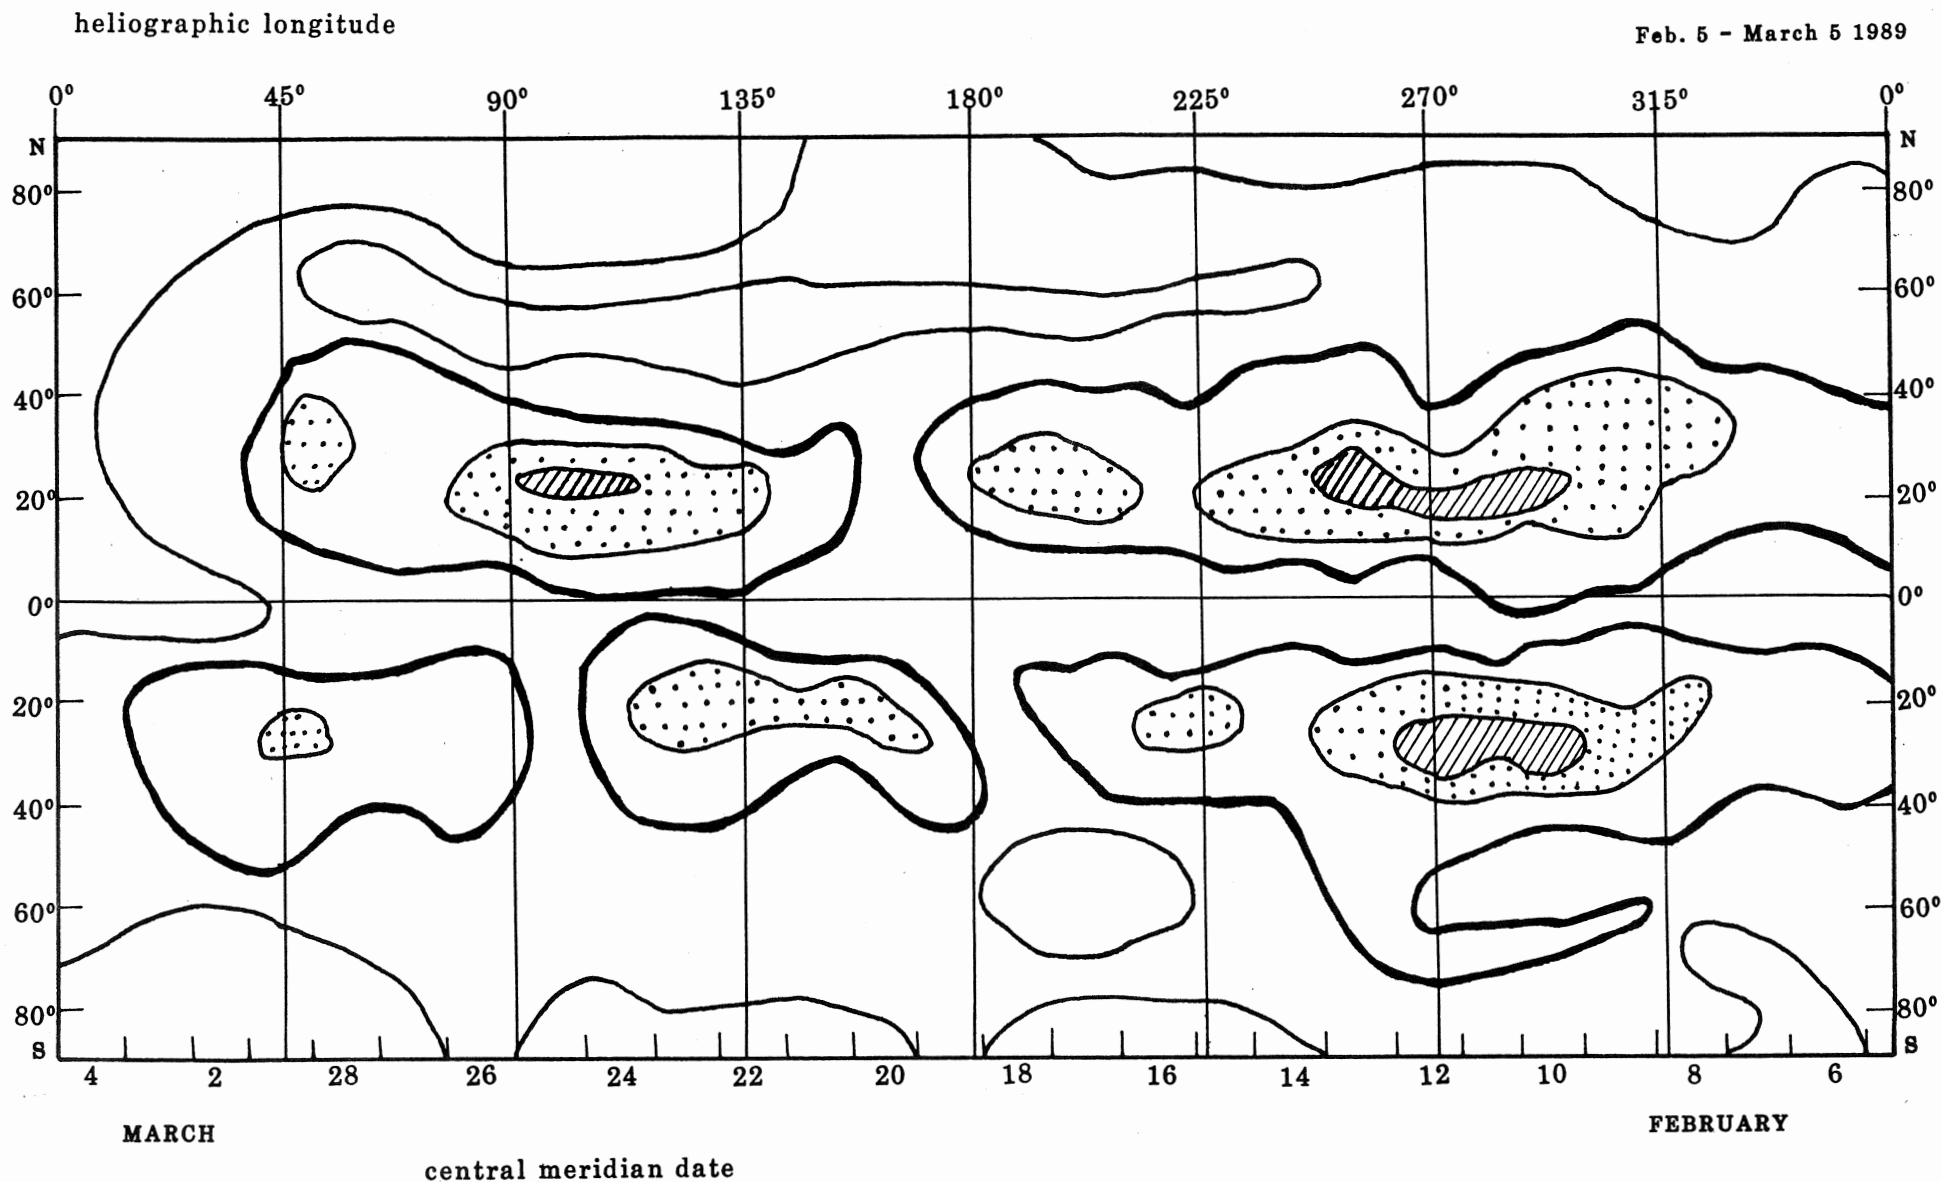 heliographic longitude
Feb. 5 - March 5 1989
0° 45° 90° 135° 180° 225° 270° 315° 0°
N N
80° 80°
60° 60°
40° 40°
20° 20°
0° 0°
20° 20°
40° 40°
60° 60°
80° 80°
S S
4 2 28 26 24 22 20 18 16 14 12 10 8 6
MARCH FEBRUARY
central meridian date